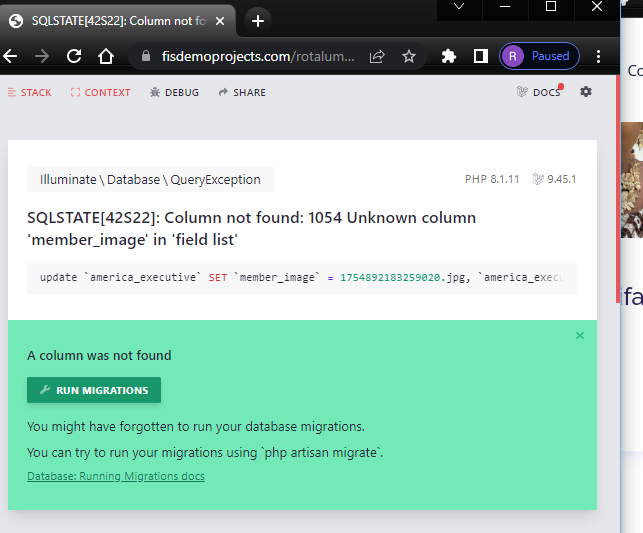 SQLSTATE[42S22]: Column not fo
fisdemoprojects.com/rotalum...
R Paused
STACK CONTEXT DEBUG SHARE DOCS
Co
Illuminate\Database\QueryException PHP 8.1.11 9.45.1
SQLSTATE[42S22]: Column not found: 1054 Unknown column
'member_image' in 'field list'
update `america_executive` SET `member_image` = 1754892183259020.jpg, `america_exec
ifa
A column was not found
RUN MIGRATIONS
You might have forgotten to run your database migrations.
You can try to run your migrations using `php artisan migrate`.
Database: Running Migrations docs